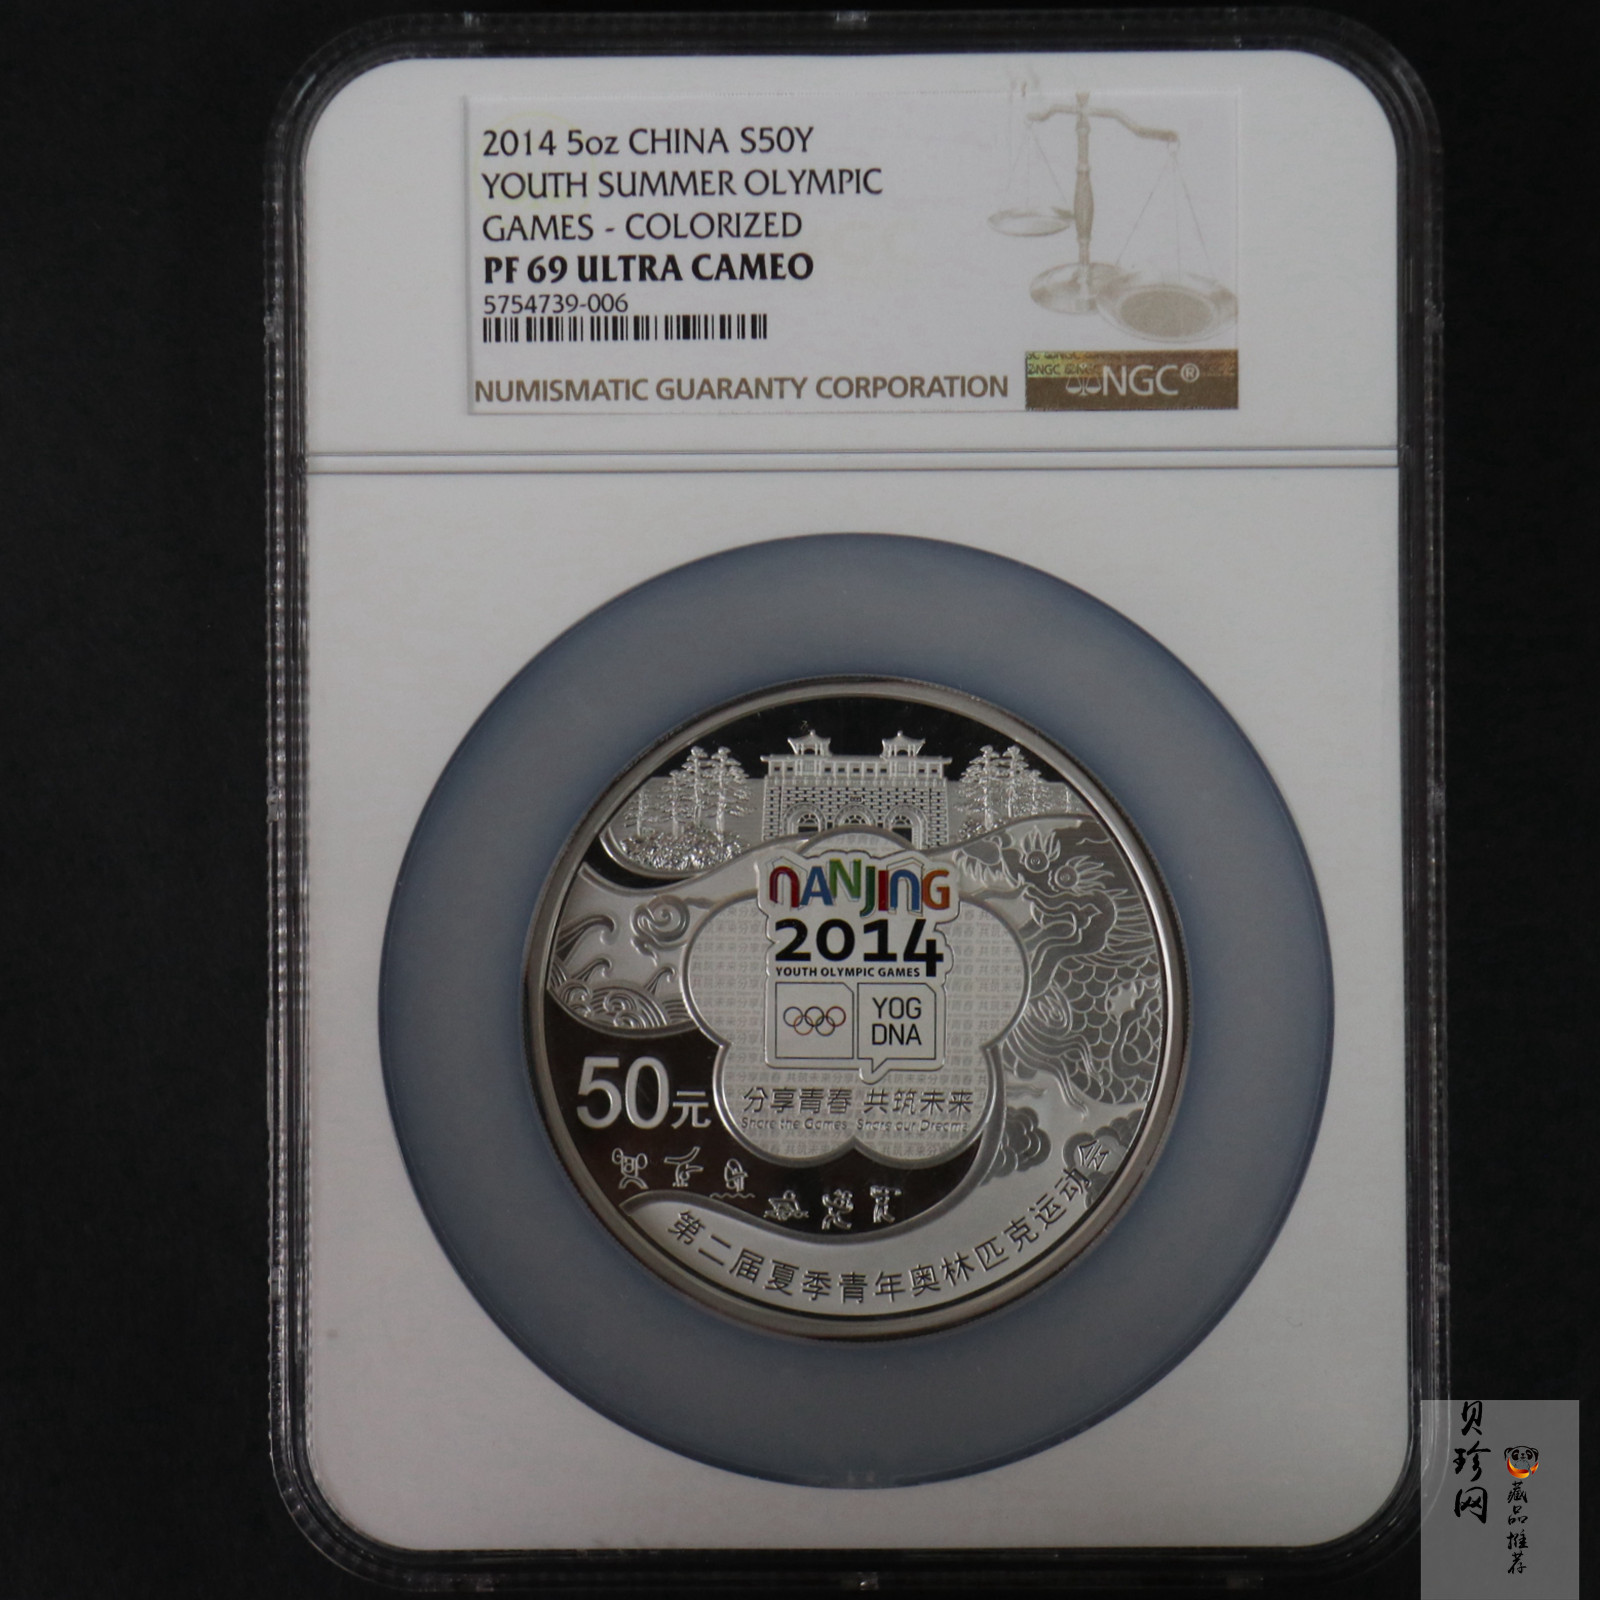 2014 5oz CHINA S50Y
YOUTH SUMMER OLYMPIC
GAMES - COLORIZED
PF 69 ULTRA CAMEO
5754739-006
NUMISMATIC GUARANTY CORPORATION
NGC®
NANJING
2014
YOUTH OLYMPIC GAMES
YOG
DNA
分享青春 共筑未来
Share the Games Share our Dreams
50元
第二届夏季青年奥林匹克运动会
贝珍网
藏品推荐